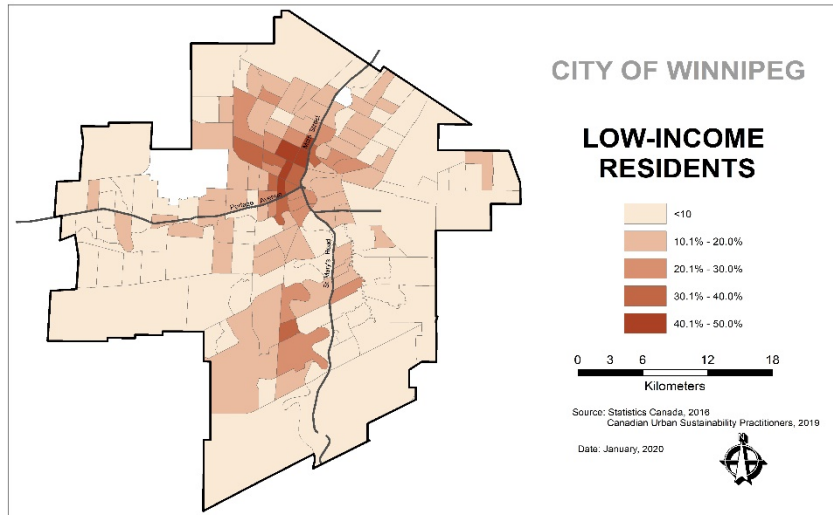 CITY OF WINNIPEG
LOW-INCOME
RESIDENTS
<10
10.1% - 20.0%
20.1% - 30.0%
30.1% - 40.0%
40.1% - 50.0%
0 3 6 12 18
Kilometers
Source: Statistics Canada, 2016
Canadian Urban Sustainability Practitioners, 2019
Date: January, 2020
Main Street
Portage Avenue
St. Mary's Road